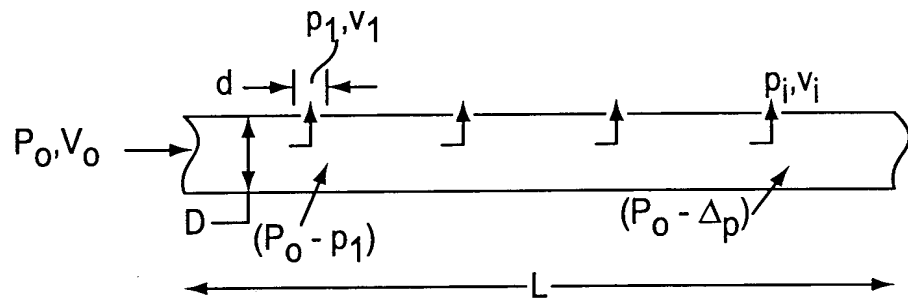 p₁,v₁
d
pᵢ,vᵢ
Pₒ,Vₒ
D
(Pₒ - p₁)
(Pₒ - Δₚ)
L